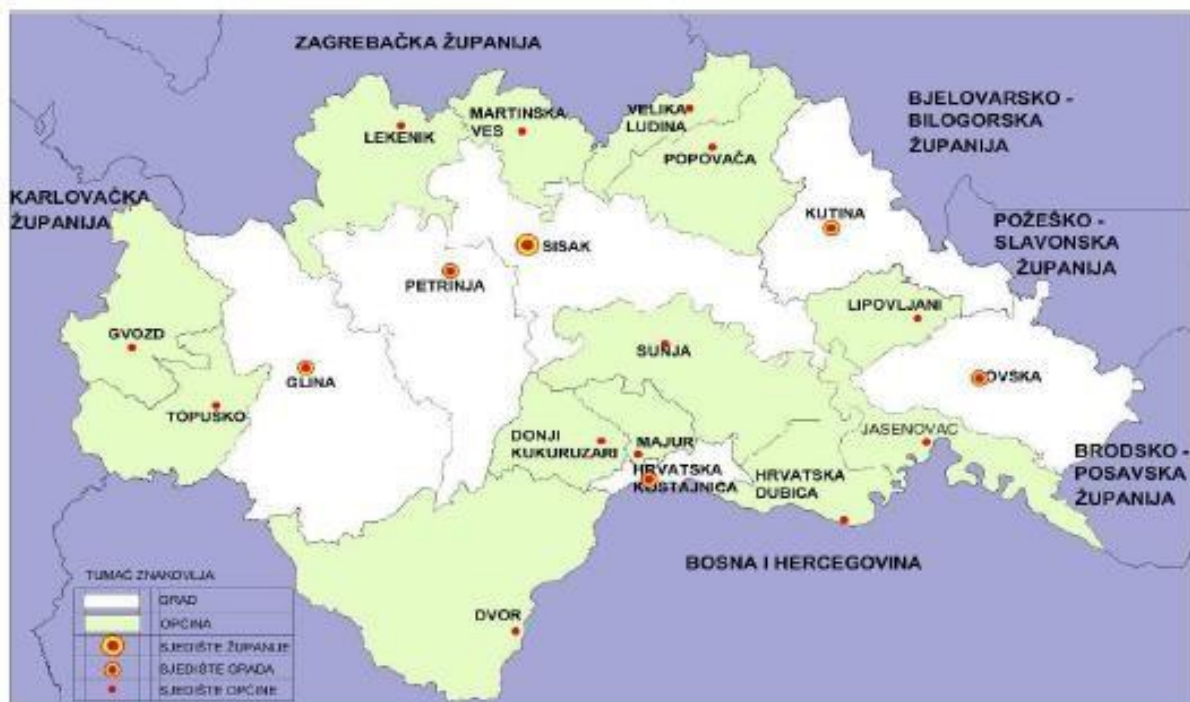 ZAGREBAČKA ŽUPANIJA
MARTINSKA
VES
VELIKA
LUDINA
LEKENIK
POPOVAČA
BJELOVARSKO -
BILOGORSKA
ŽUPANIJA
KARLOVAČKA
ŽUPANIJA
KUTINA
POŽEŠKO -
SLAVONSKA
ŽUPANIJA
SISAK
PETRINJA
LIPOVLJANI
GVOZD
SUNJA
GLINA
OVSKA
TOPUSKO
JASENOVAC
DONJI
KUKURUZARI
MAJUR
HRVATSKA
KOSTAJNICA
HRVATSKA
DUBICA
BRODSKO -
POSAVSKA
ŽUPANIJA
BOSNA I HERCEGOVINA
DVOR
TUMAČ ZNAKOVLJA
GRAD
OPĆINA
SJEDIŠTE ŽUPANIJE
SJEDIŠTE GRADA
SJEDIŠTE OPĆINE